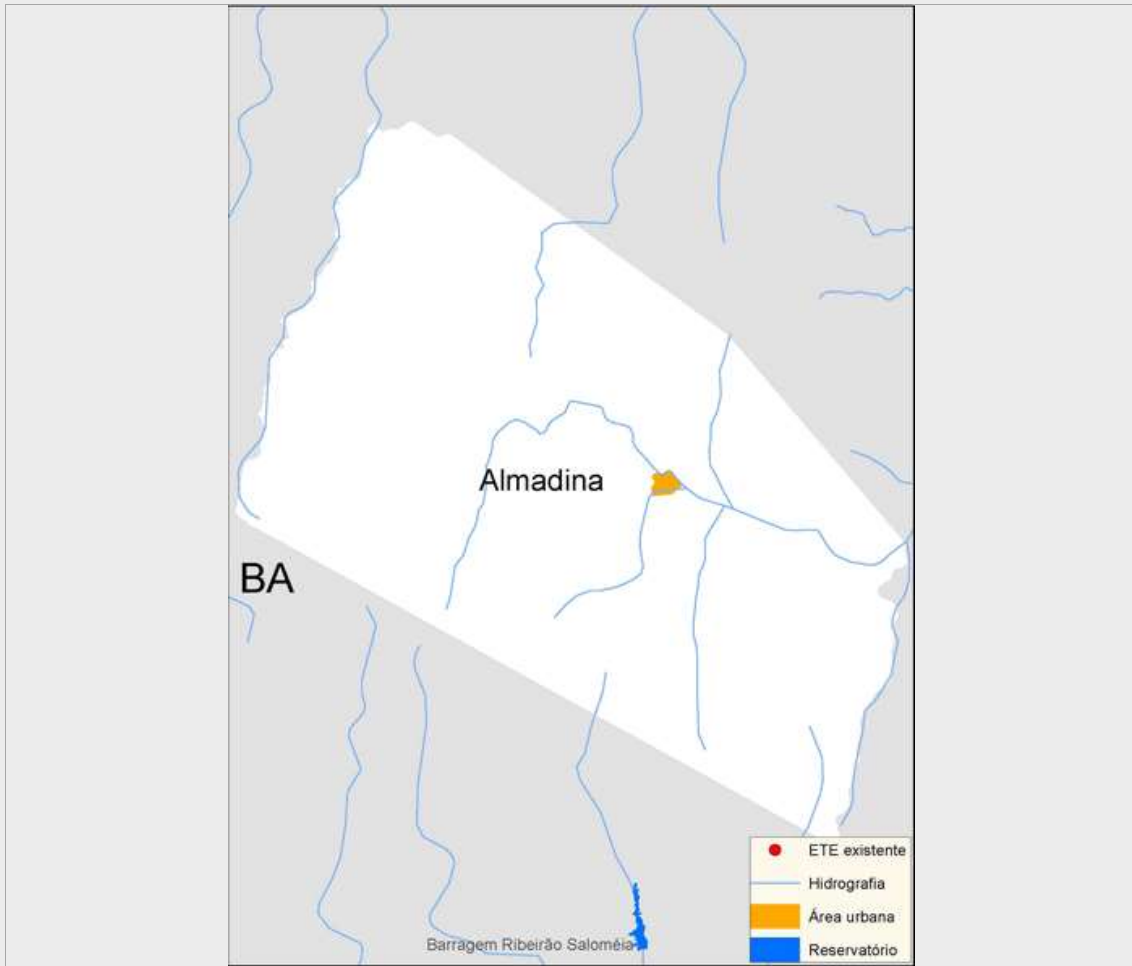 Almadina
BA
ETE existente
Hidrografia
Área urbana
Reservatório
Barragem Ribeirão Saloméia